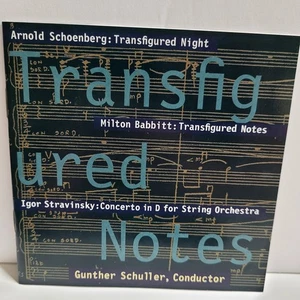 Arnold Schoenberg: Transfigured Night
Transfig
Milton Babbitt: Transfigured Notes
ured
Igor Stravinsky: Concerto in D for String Orchestra
Notes
Gunther Schuller, Conductor